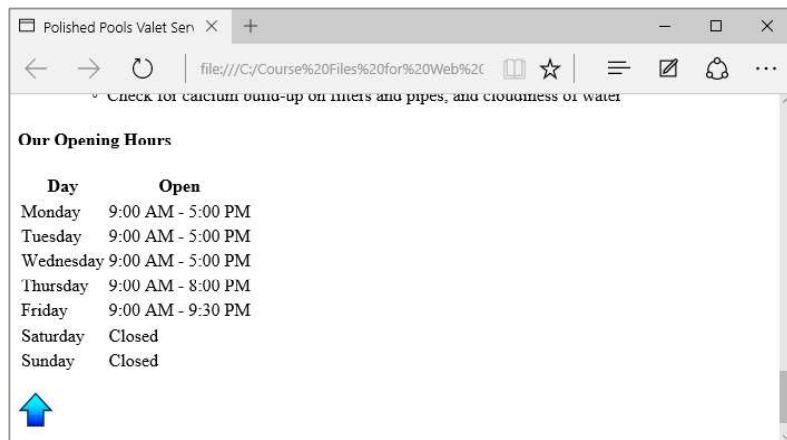 Polished Pools Valet Serv
file:///C:/Course%20Files%20for%20Web%20
Check for calcium build-up on filters and pipes, and cloudiness of water
Our Opening Hours
Day Open
Monday 9:00 AM - 5:00 PM
Tuesday 9:00 AM - 5:00 PM
Wednesday 9:00 AM - 5:00 PM
Thursday 9:00 AM - 8:00 PM
Friday 9:00 AM - 9:30 PM
Saturday Closed
Sunday Closed